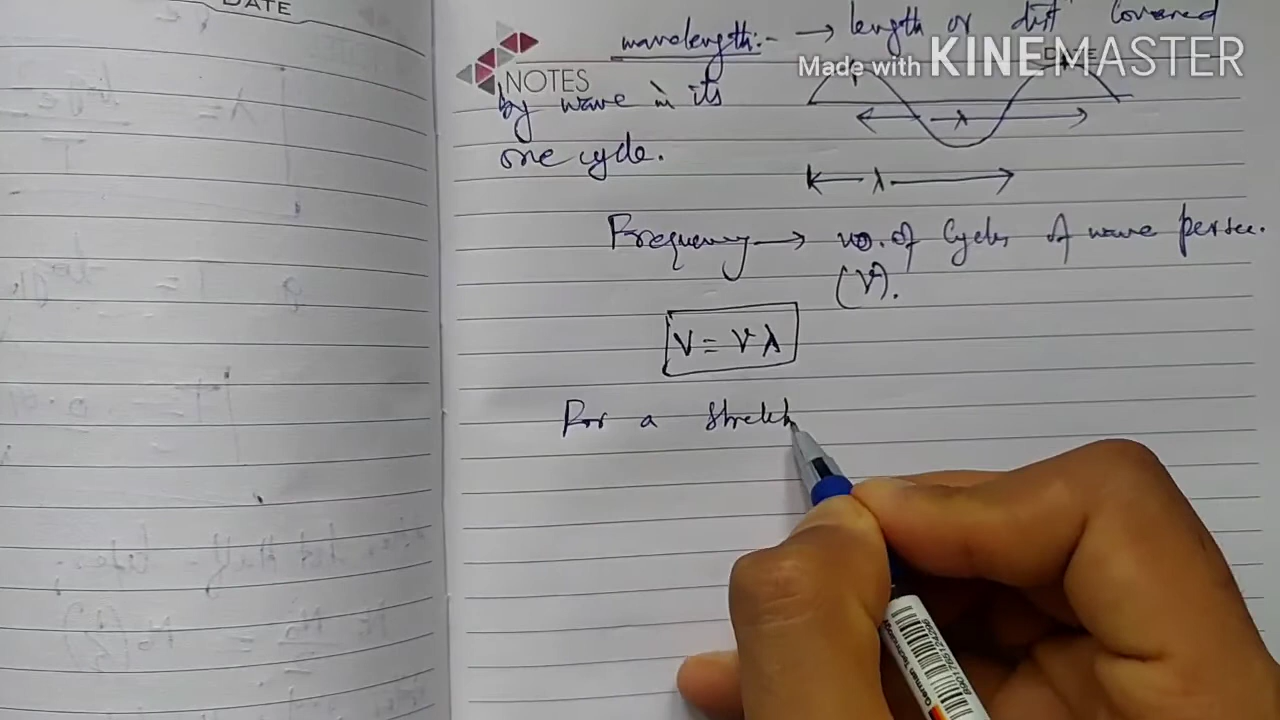 DATE
wavelength:- → length or dist covered
DATE
Made with KINEMASTER
NOTES
by wave in its
one cycle.
λ
λ
Frequency → no. of Cycles of wave per sec.
(ν).
V = ν λ
For a stretch